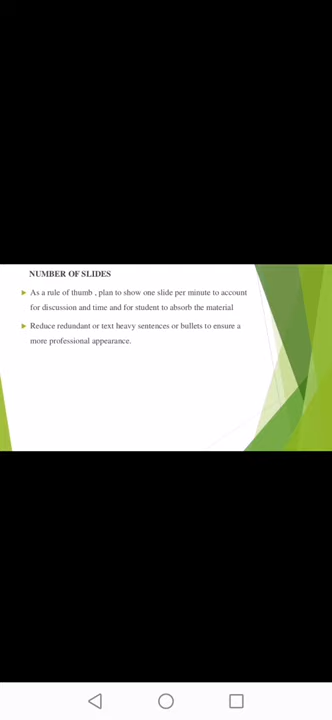 NUMBER OF SLIDES
As a rule of thumb , plan to show one slide per minute to account
for discussion and time and for student to absorb the material
Reduce redundant or text heavy sentences or bullets to ensure a
more professional appearance.